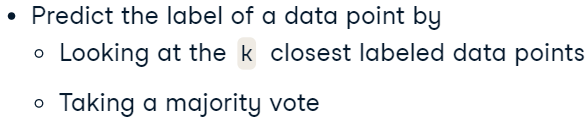 • Predict the label of a data point by
◦ Looking at the k closest labeled data points
◦ Taking a majority vote